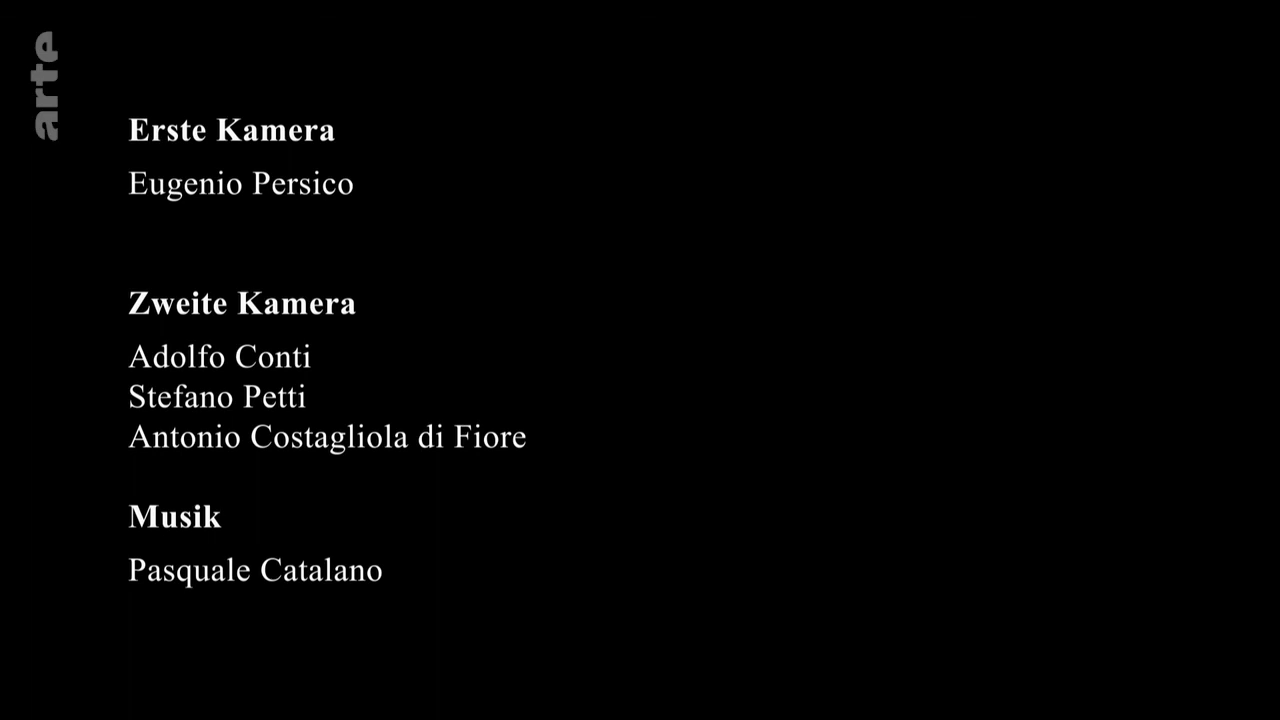 arte
Erste Kamera
Eugenio Persico
Zweite Kamera
Adolfo Conti
Stefano Petti
Antonio Costagliola di Fiore
Musik
Pasquale Catalano